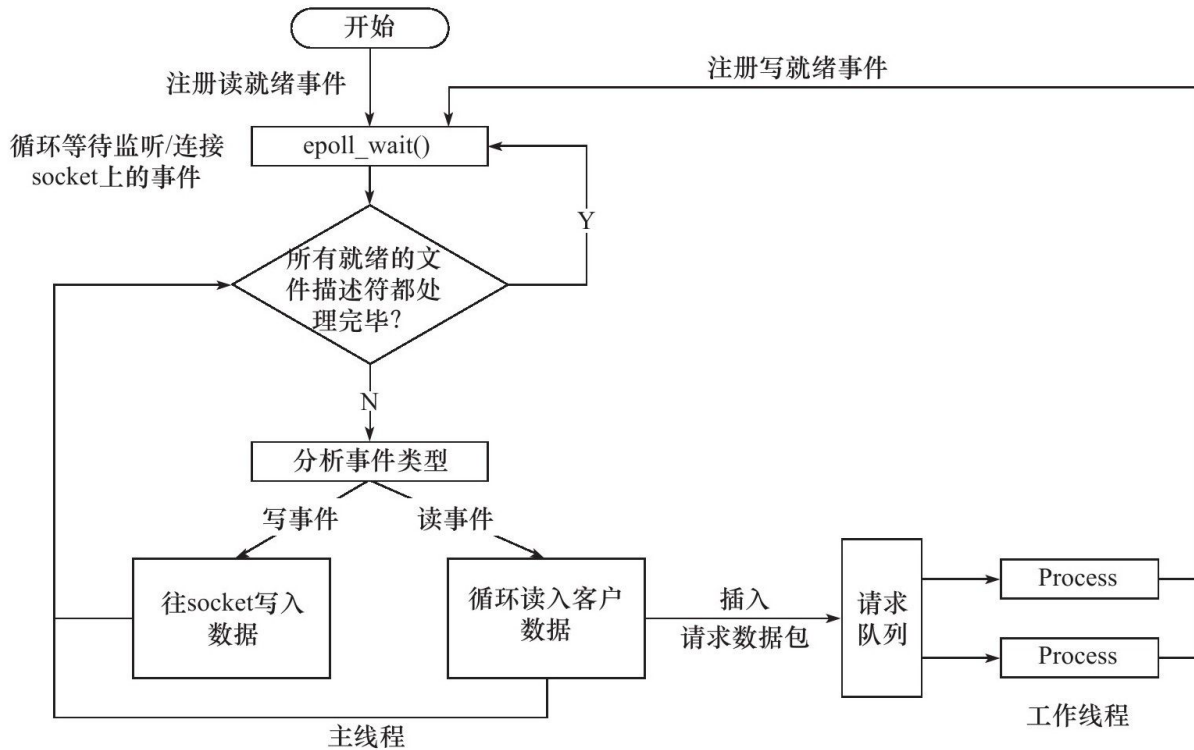 开始
注册读就绪事件
注册写就绪事件
循环等待监听/连接
socket上的事件
epoll_wait()
Y
所有就绪的文
件描述符都处
理完毕?
N
分析事件类型
写事件
读事件
往socket写入
数据
循环读入客户
数据
插入
请求数据包
请求
队列
Process
Process
主线程
工作线程